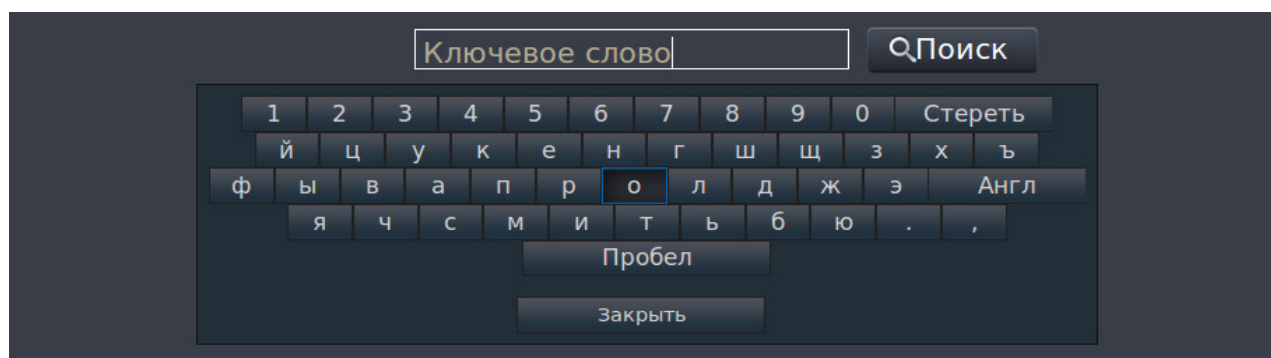 Ключевое слово Поиск
1 2 3 4 5 6 7 8 9 0 Стереть
й ц у к е н г ш щ з х ъ
ф ы в а п р о л д ж э Англ
я ч с м и т ь б ю . ,
Пробел
Закрыть